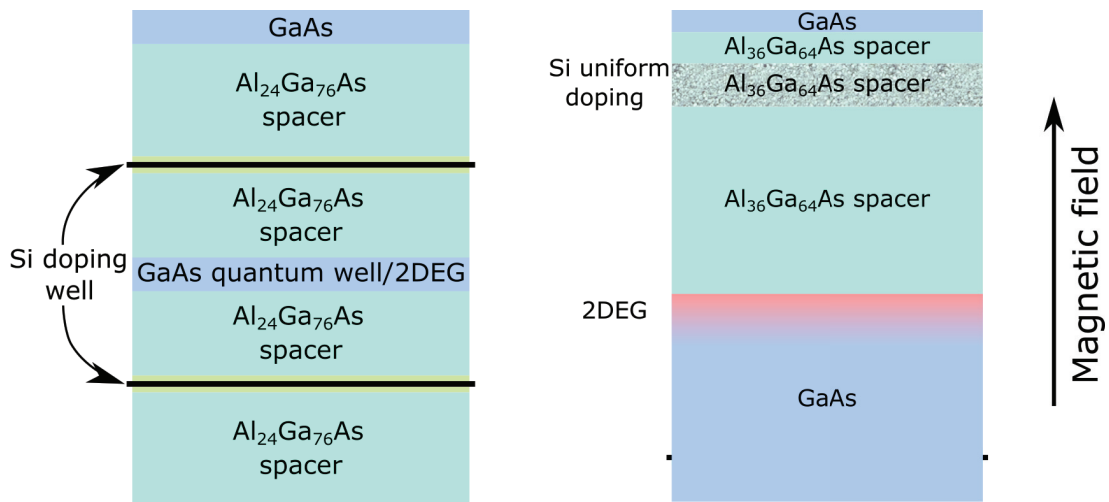 GaAs
Al₂₄Ga₇₆As
spacer
Al₂₄Ga₇₆As
spacer
Si doping
well
GaAs quantum well/2DEG
Al₂₄Ga₇₆As
spacer
Al₂₄Ga₇₆As
spacer
GaAs
Al₃₆Ga₆₄As spacer
Si uniform
doping
Al₃₆Ga₆₄As spacer
Al₃₆Ga₆₄As spacer
2DEG
GaAs
Magnetic field